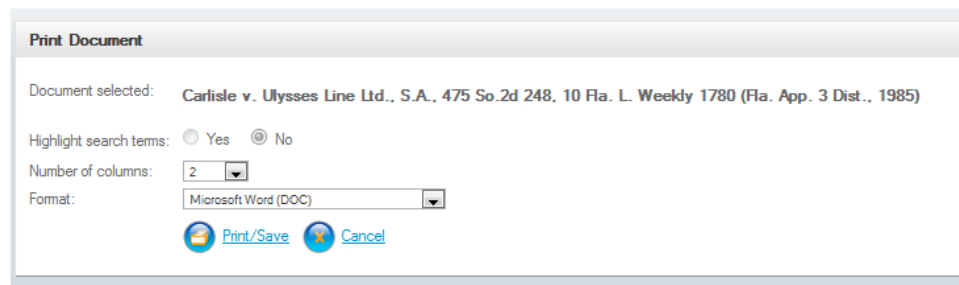 Print Document
Document selected: Carlisle v. Ulysses Line Ltd., S.A., 475 So.2d 248, 10 Fla. L. Weekly 1780 (Fla. App. 3 Dist., 1985)
Highlight search terms: Yes No
Number of columns: 2
Format: Microsoft Word (DOC)
Print/Save Cancel